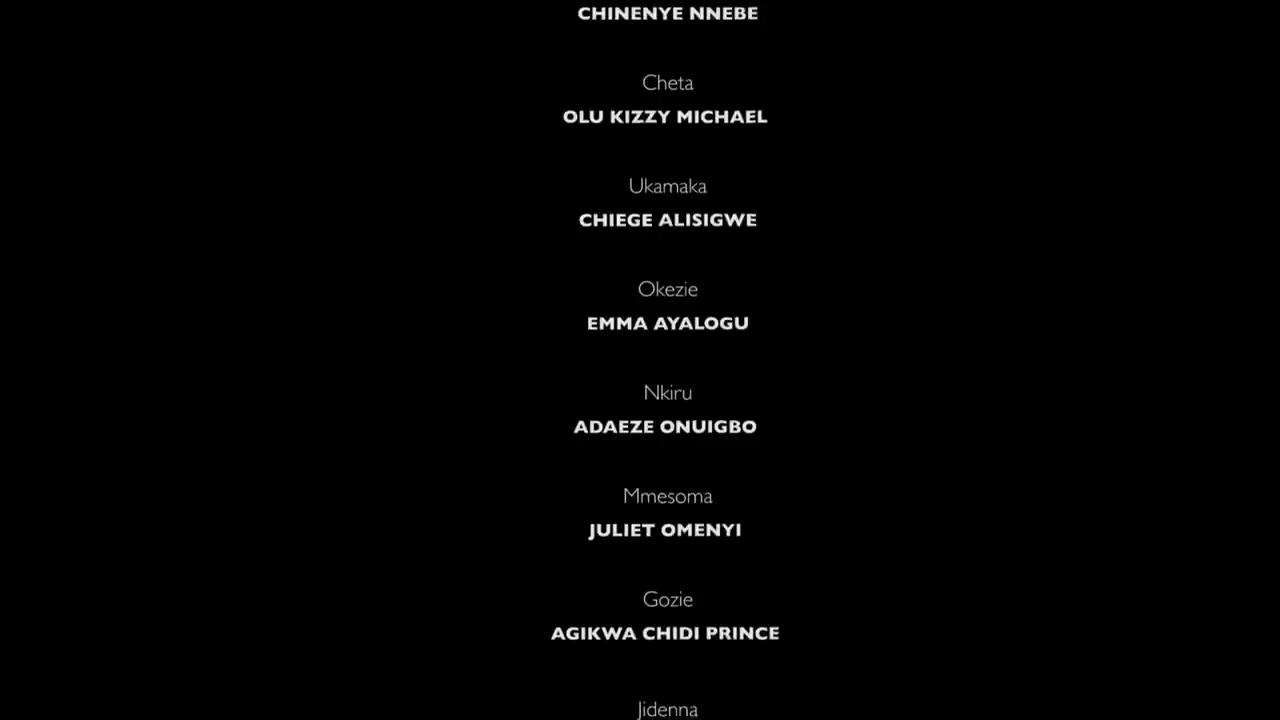 CHINENYE NNEBE
Cheta
OLU KIZZY MICHAEL
Ukamaka
CHIEGE ALISIGWE
Okezie
EMMA AYALOGU
Nkiru
ADAEZE ONUIGBO
Mmesoma
JULIET OMENYI
Gozie
AGIKWA CHIDI PRINCE
Jidenna